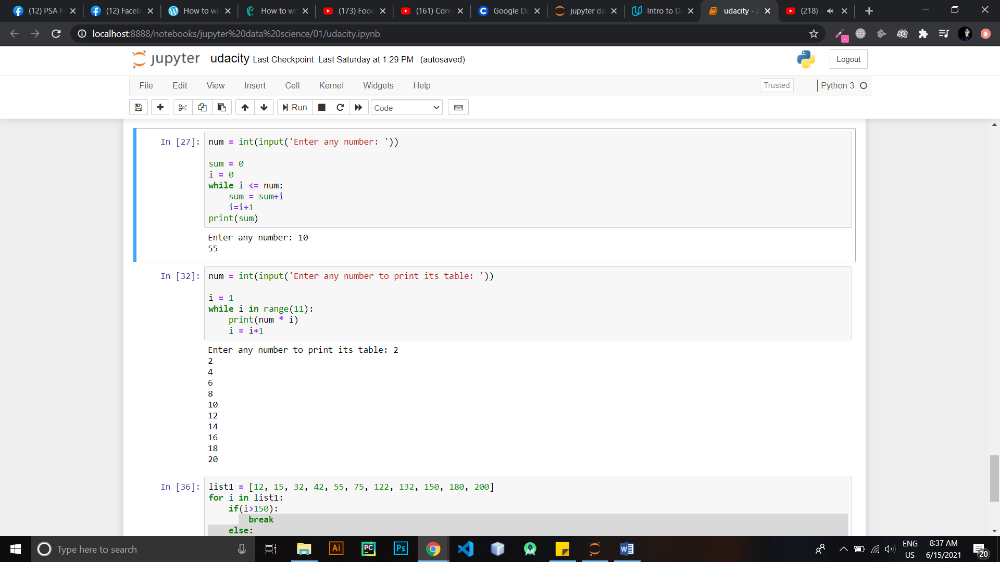 (12) PSA F
(12) Faceb
How to wr
How to wr
(173) Food
(161) Com
Google Da
jupyter da
Intro to Da
udacity - J
(218)
localhost:8888/notebooks/jupyter%20data%20science/01/udacity.ipynb
jupyter udacity Last Checkpoint: Last Saturday at 1:29 PM (autosaved)
Logout
File Edit View Insert Cell Kernel Widgets Help
Trusted
Python 3
Run
Code
In [27]: num = int(input('Enter any number: '))
sum = 0
i = 0
while i <= num:
    sum = sum+i
    i=i+1
print(sum)
Enter any number: 10
55
In [32]: num = int(input('Enter any number to print its table: '))
i = 1
while i in range(11):
    print(num * i)
    i = i+1
Enter any number to print its table: 2
2
4
6
8
10
12
14
16
18
20
In [36]: list1 = [12, 15, 32, 42, 55, 75, 122, 132, 150, 180, 200]
for i in list1:
    if(i>150):
        break
    else:
Type here to search
Ai
PC
Ps
W
ENG
US
8:37 AM
6/15/2021
20